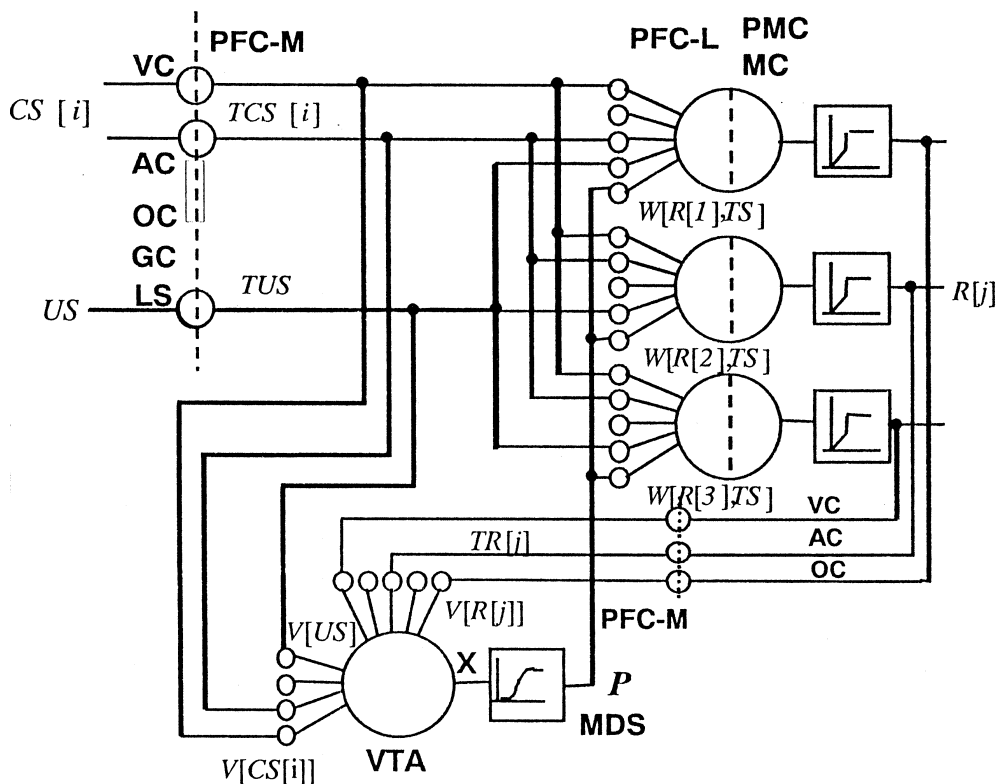 PFC-M
PFC-L
PMC
MC
VC
CS [i]
TCS [i]
AC
OC
GC
LS
US
TUS
W[R[1],TS]
R[j]
W[R[2],TS]
W[R[3],TS]
VC
TR[j]
AC
OC
V[R[j]]
PFC-M
V[US]
X
P
MDS
VTA
V[CS[i]]